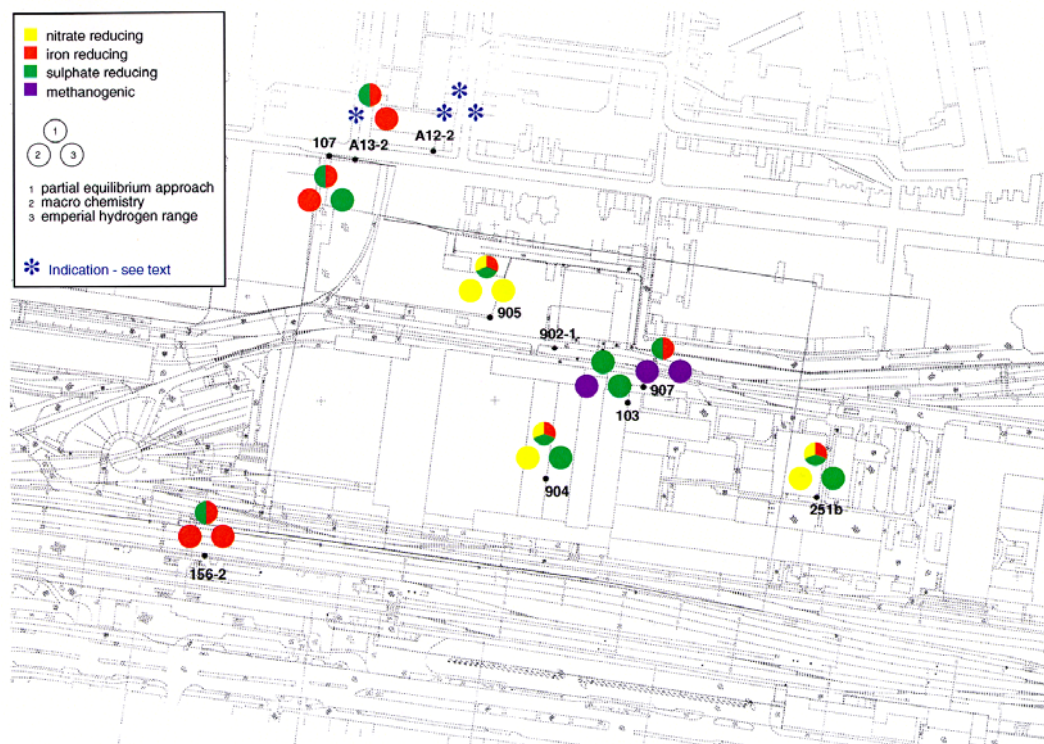 nitrate reducing
iron reducing
sulphate reducing
methanogenic
1
2 3
1 partial equilibrium approach
2 macro chemistry
3 emperial hydrogen range
Indication - see text
A12-2
107
A13-2
905
902-1
907
103
904
251b
156-2